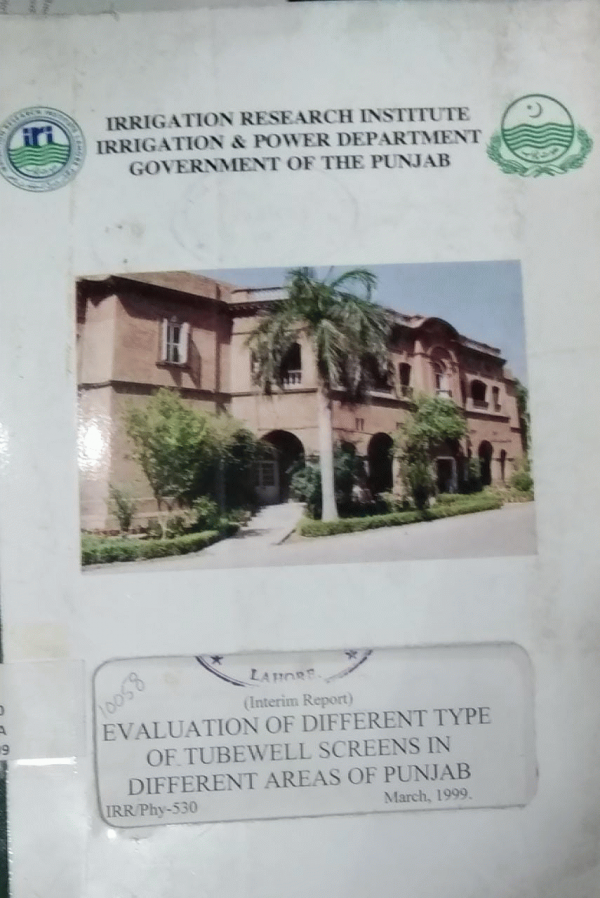 IRRIGATION RESEARCH INSTITUTE
IRRIGATION & POWER DEPARTMENT
GOVERNMENT OF THE PUNJAB
iri
LAHORE
10058
(Interim Report)
EVALUATION OF DIFFERENT TYPE
OF TUBEWELL SCREENS IN
DIFFERENT AREAS OF PUNJAB
IRR/Phy-530
March, 1999.